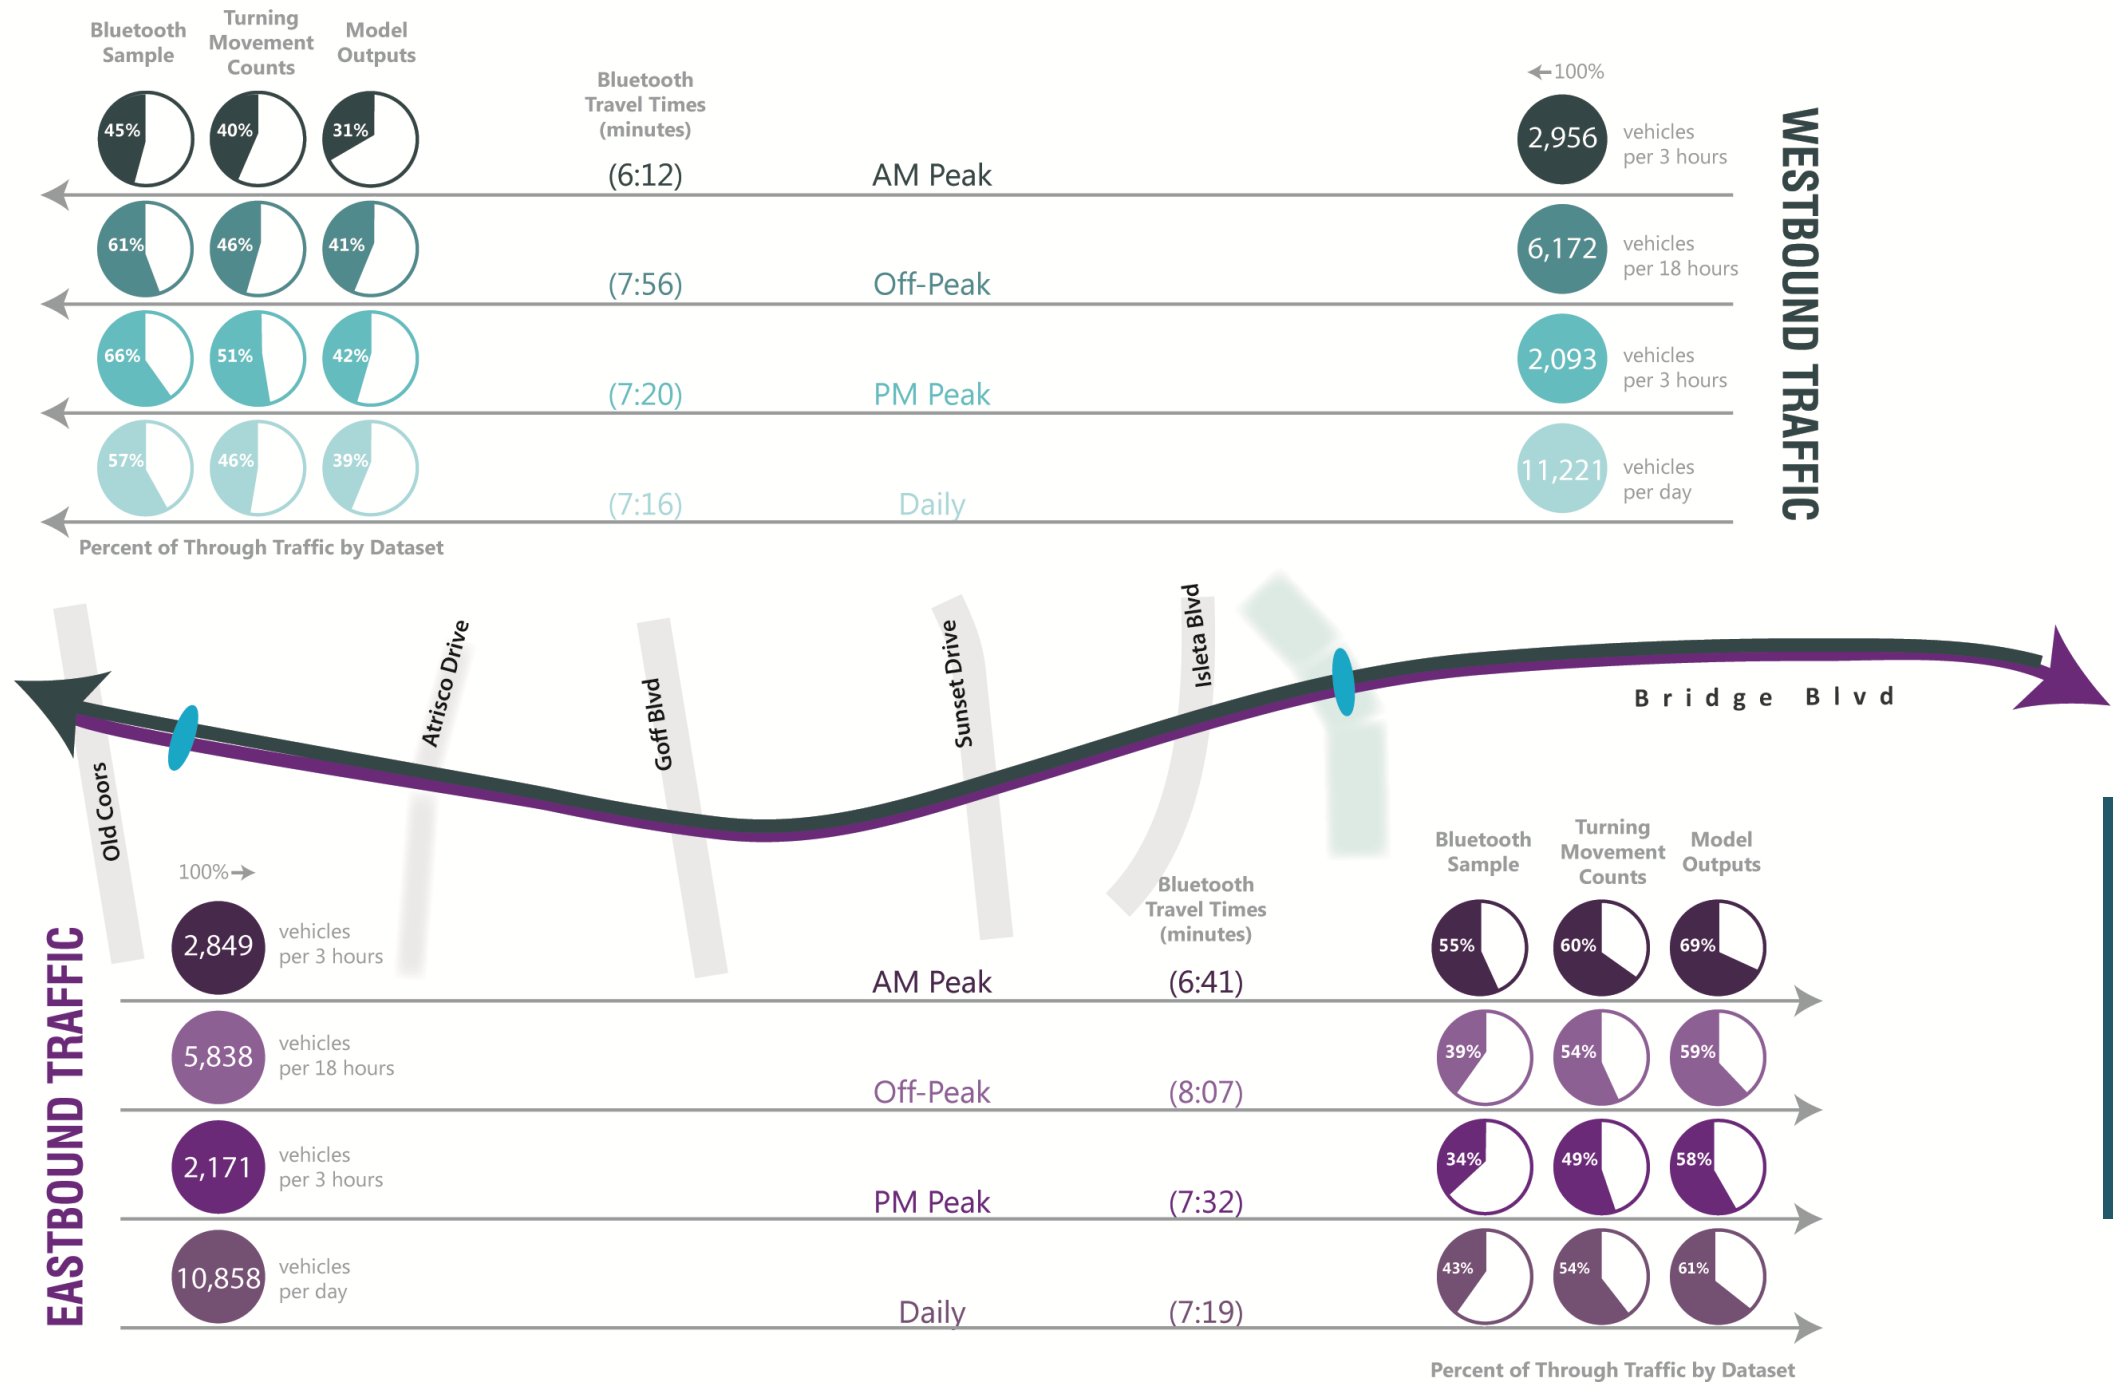 Bluetooth
Sample
Turning
Movement
Counts
Model
Outputs
Bluetooth
Travel Times
(minutes)
100%
45%
40%
31%
(6:12)
AM Peak
2,956
vehicles
per 3 hours
61%
46%
41%
(7:56)
Off-Peak
6,172
vehicles
per 18 hours
66%
51%
42%
(7:20)
PM Peak
2,093
vehicles
per 3 hours
57%
46%
39%
(7:16)
Daily
11,221
vehicles
per day
WESTBOUND TRAFFIC
Percent of Through Traffic by Dataset
Old Coors
Atrisco Drive
Goff Blvd
Sunset Drive
Isleta Blvd
Bridge Blvd
EASTBOUND TRAFFIC
100%
Bluetooth
Travel Times
(minutes)
Bluetooth
Sample
Turning
Movement
Counts
Model
Outputs
2,849
vehicles
per 3 hours
AM Peak
(6:41)
55%
60%
69%
5,838
vehicles
per 18 hours
Off-Peak
(8:07)
39%
54%
59%
2,171
vehicles
per 3 hours
PM Peak
(7:32)
34%
49%
58%
10,858
vehicles
per day
Daily
(7:19)
43%
54%
61%
Percent of Through Traffic by Dataset